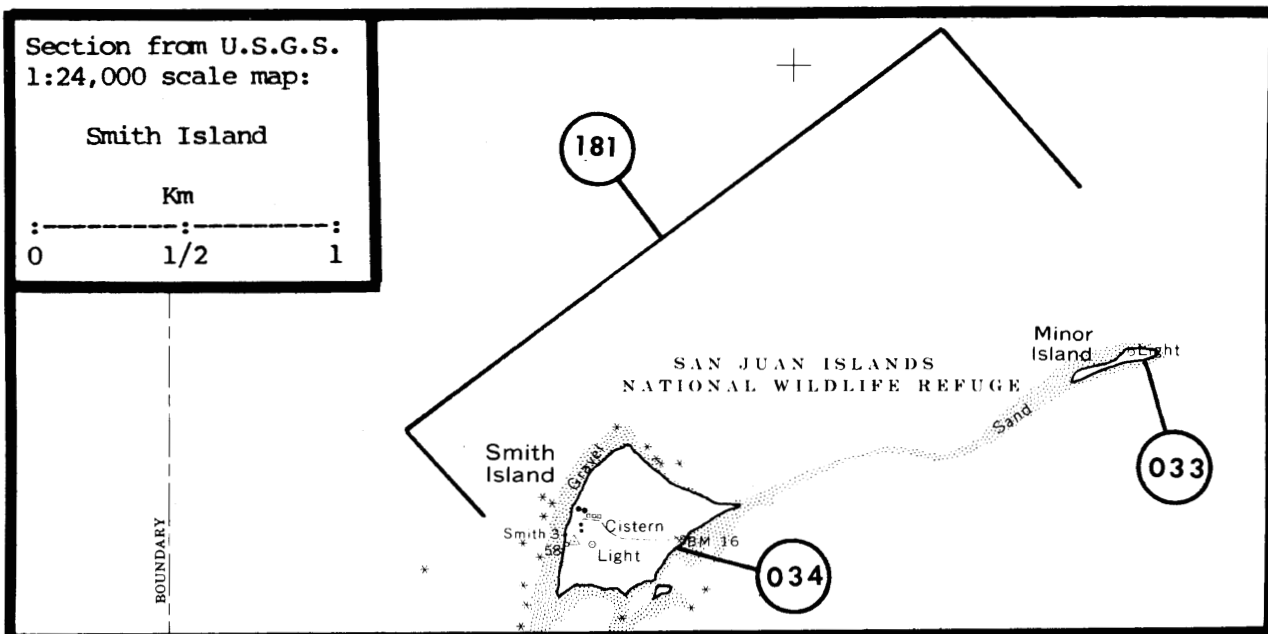 Section from U.S.G.S.
1:24,000 scale map:
Smith Island
Km
:---------:---------:
0 1/2 1
181
SAN JUAN ISLANDS
NATIONAL WILDLIFE REFUGE
Minor
Island
Light
Sand
033
Smith
Island
Gravel
Cistern
Smith 3
58
Light
BM 16
034
BOUNDARY